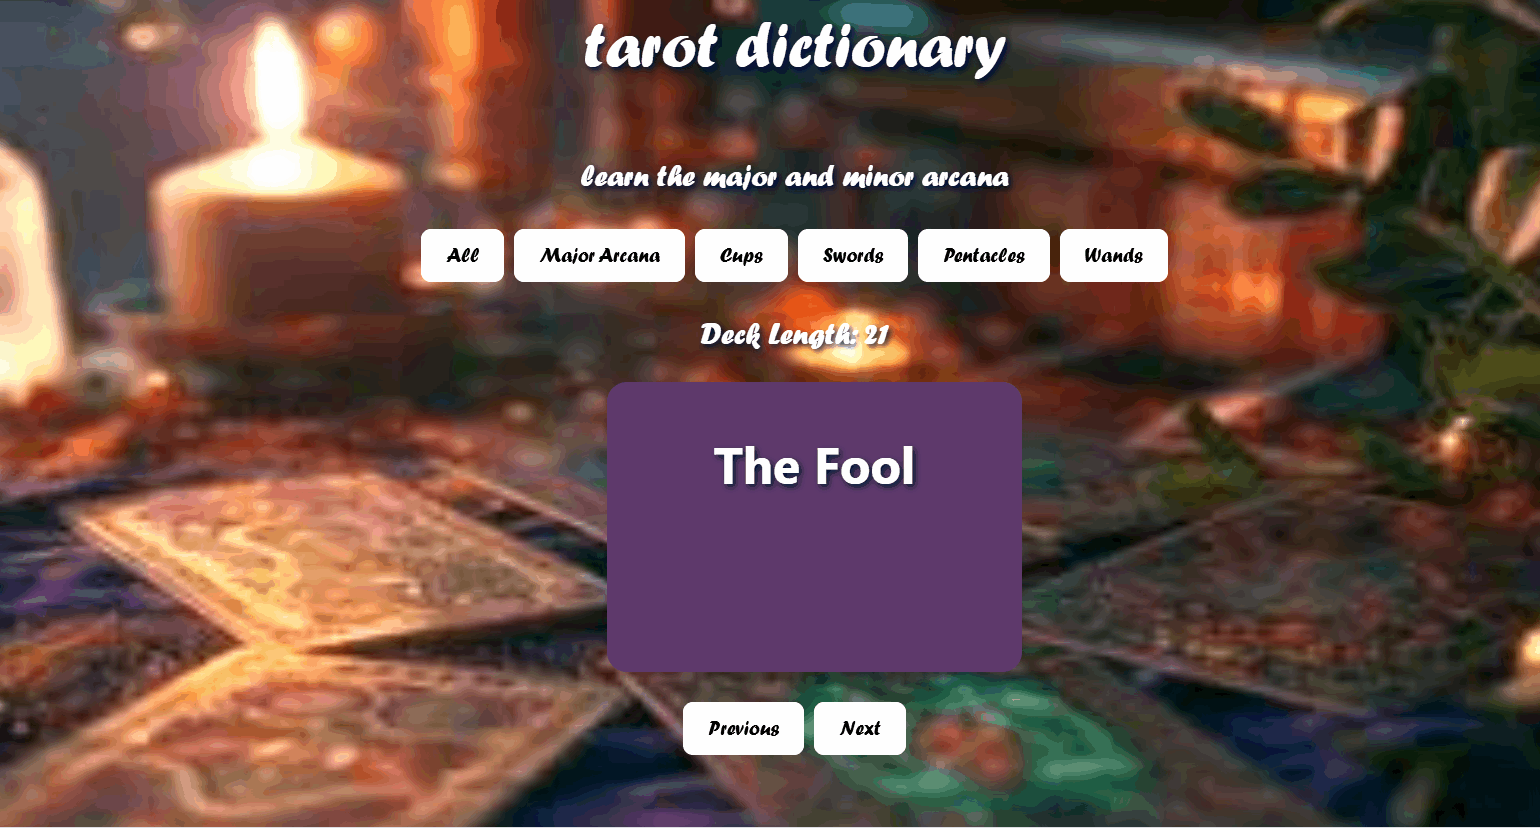 tarot dictionary
learn the major and minor arcana
All Major Arcana Cups Swords Pentacles Wands
Deck Length: 21
The Fool
Previous Next